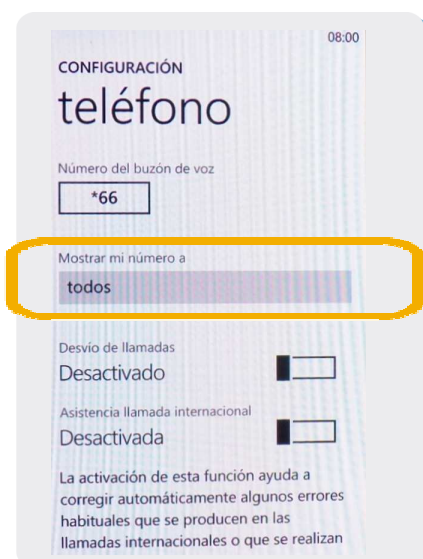 08:00
CONFIGURACIÓN
teléfono
Número del buzón de voz
*66
Mostrar mi número a
todos
Desvío de llamadas
Desactivado
Asistencia llamada internacional
Desactivada
La activación de esta función ayuda a
corregir automáticamente algunos errores
habituales que se producen en las
llamadas internacionales o que se realizan